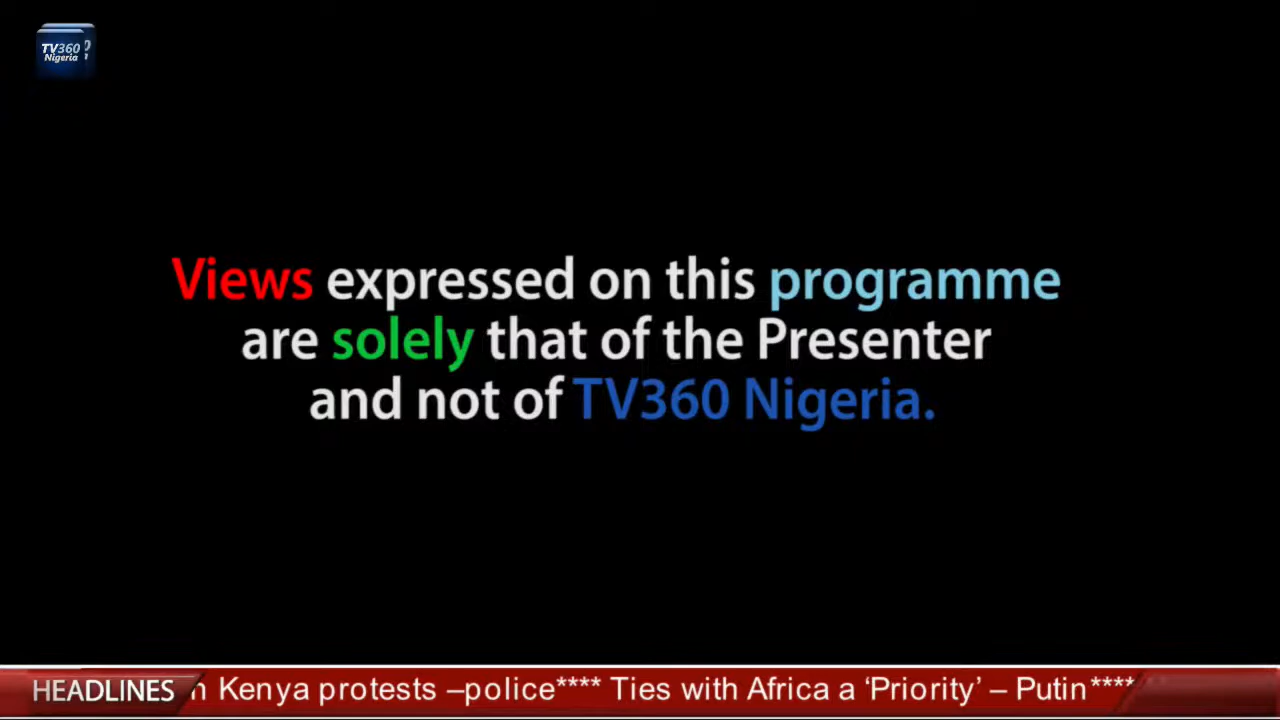 TV360
Nigeria
Views expressed on this programme
are solely that of the Presenter
and not of TV360 Nigeria.
HEADLINES Kenya protests –police**** Ties with Africa a ‘Priority’ – Putin****